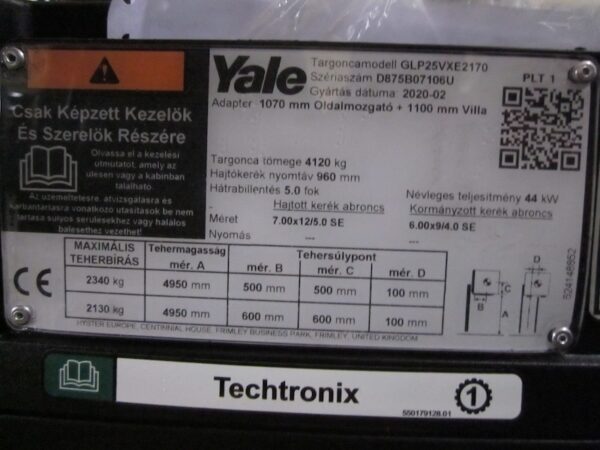 Yale
Targoncamodell GLP25VXE2170
Szériaszám D875B07106U
Gyártás dátuma 2020-02
PLT 1
Adapter 1070 mm Oldalmozgató + 1100 mm Villa
Csak Képzett Kezelők
És Szerelők Részére
Olvassa el a kezelési
útmutatót, amely az
ülésen vagy a kabinban
található.
Az üzemeltetésre, átvizsgálásra és
karbantartásra vonatkozó utasítások be nem
tartása súlyos sérülésekhez vagy halálos
balesethez vezethet!
Targonca tömege 4120 kg
Hajtókerék nyomtáv 960 mm
Hátrabillentés 5.0 fok
Névleges teljesítmény 44 kW
- Hajtott kerék abroncs Kormányzott kerék abroncs
Méret 7.00x12/5.0 SE 6.00x9/4.0 SE
Nyomás --- ---
MAXIMÁLIS TEHERBÍRÁS Tehermagasság Tehersúlypont
mér. A mér. B mér. C mér. D
2340 kg 4950 mm 500 mm 500 mm 100 mm
2130 kg 4950 mm 600 mm 600 mm 100 mm
CE
D
C
B
A
524148852
HYSTER EUROPE, CENTINNIAL HOUSE, FRIMLEY BUSINESS PARK, FRIMLEY, UNITED KINGDOM
Techtronix
1
550179128.01